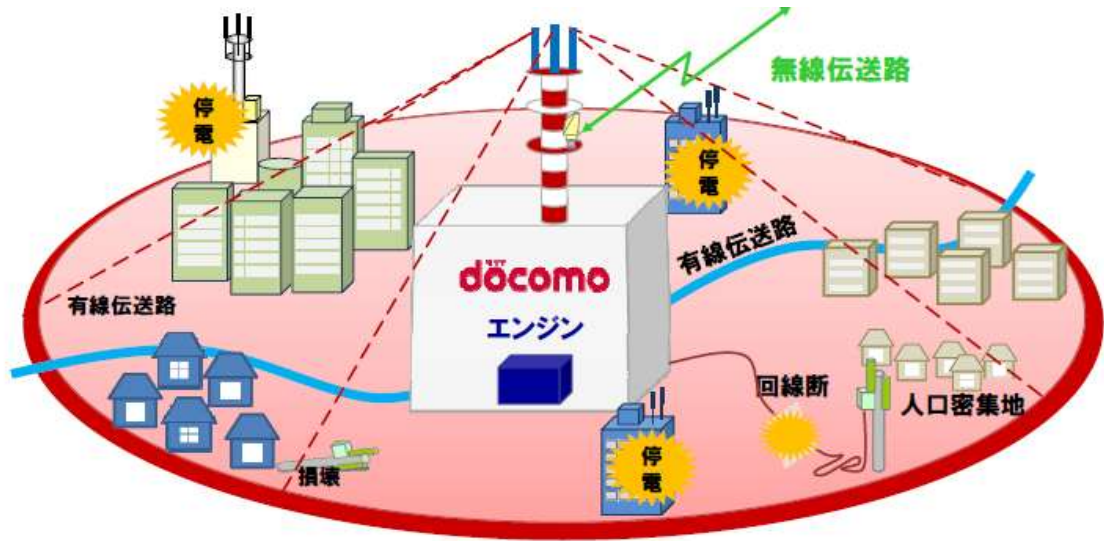 無線伝送路
停
電
停
電
有線伝送路
döcomo
エンジン
有線伝送路
回線断
人口密集地
損壊
停
電